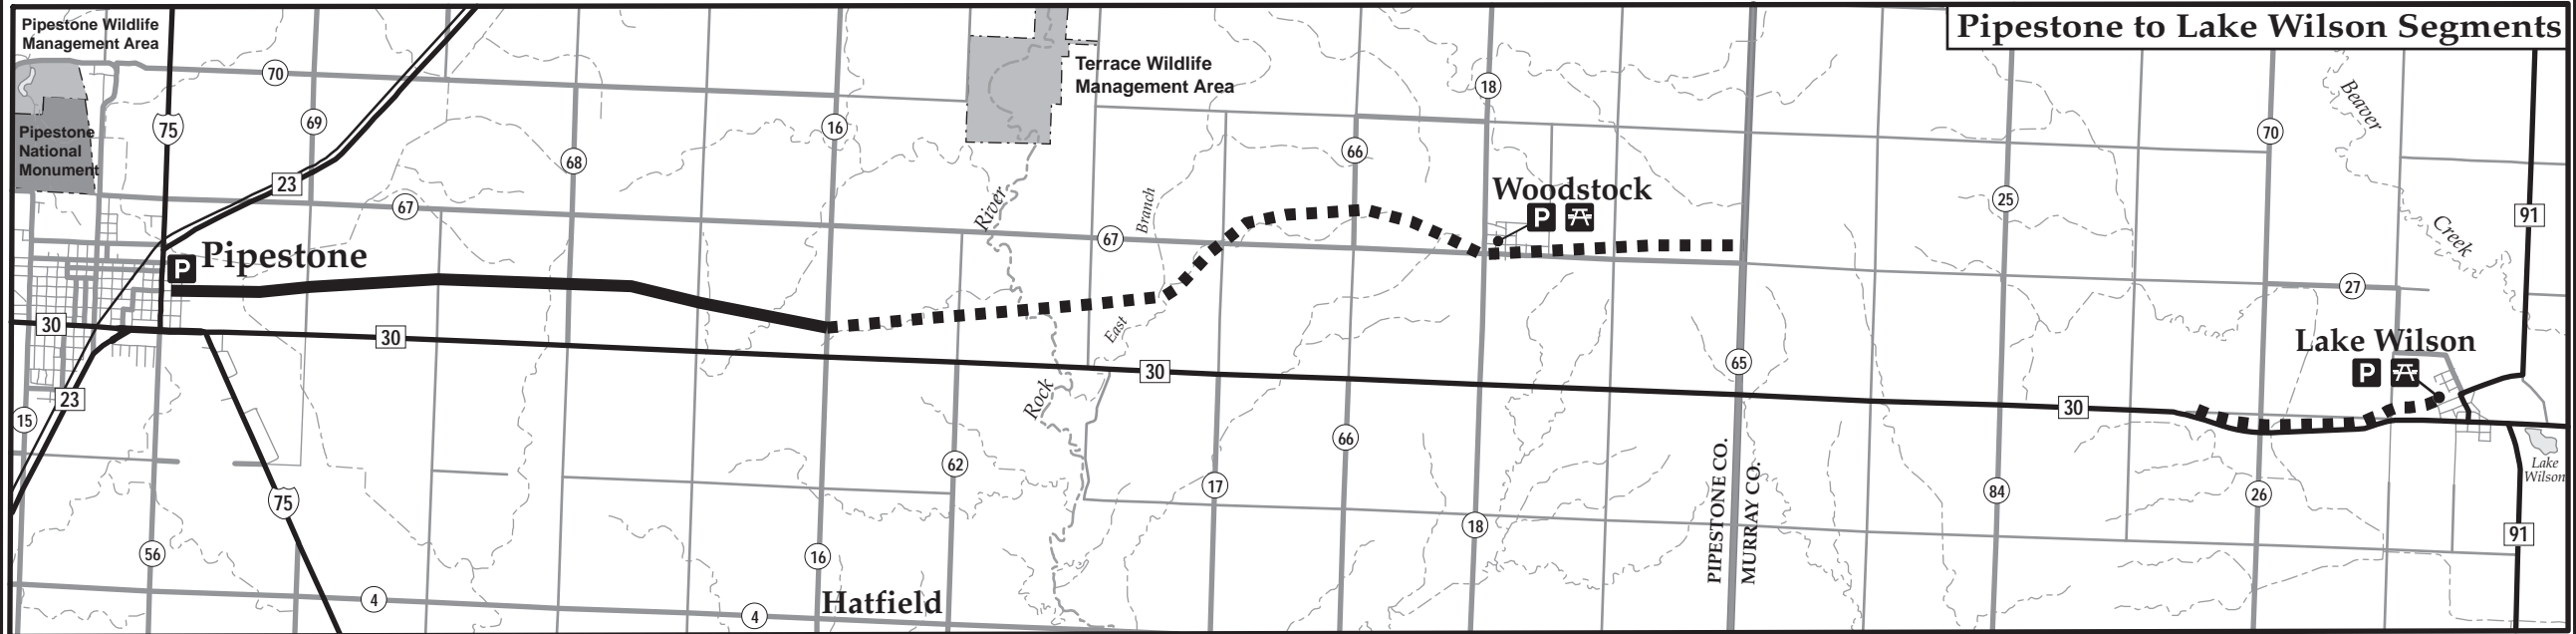 Pipestone to Lake Wilson Segments
Pipestone Wildlife
Management Area
70
75
69
23
Pipestone
National
Monument
68
16
Terrace Wildlife
Management Area
18
66
70
Beaver
Creek
91
25
67
River
67
Branch
Woodstock
P
Pipestone
P
30
30
East
30
65
27
Lake Wilson
P
30
23
15
Rock
66
62
17
18
PIPESTONE CO.
MURRAY CO.
84
26
Lake
Wilson
91
75
56
16
4
4
Hatfield